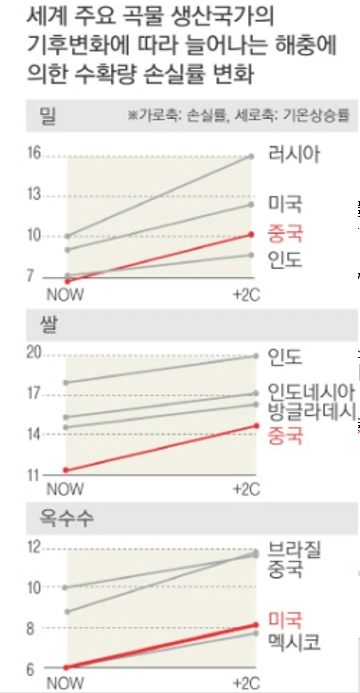 세계 주요 곡물 생산국가의
기후변화에 따라 늘어나는 해충에
의한 수확량 손실률 변화
밀
※가로축: 손실률, 세로축: 기온상승률
16
13
10
7
러시아
미국
중국
인도
NOW
+2C
쌀
20
17
14
11
인도
인도네시아
방글라데시
중국
NOW
+2C
옥수수
12
10
8
6
브라질
중국
미국
멕시코
NOW
+2C